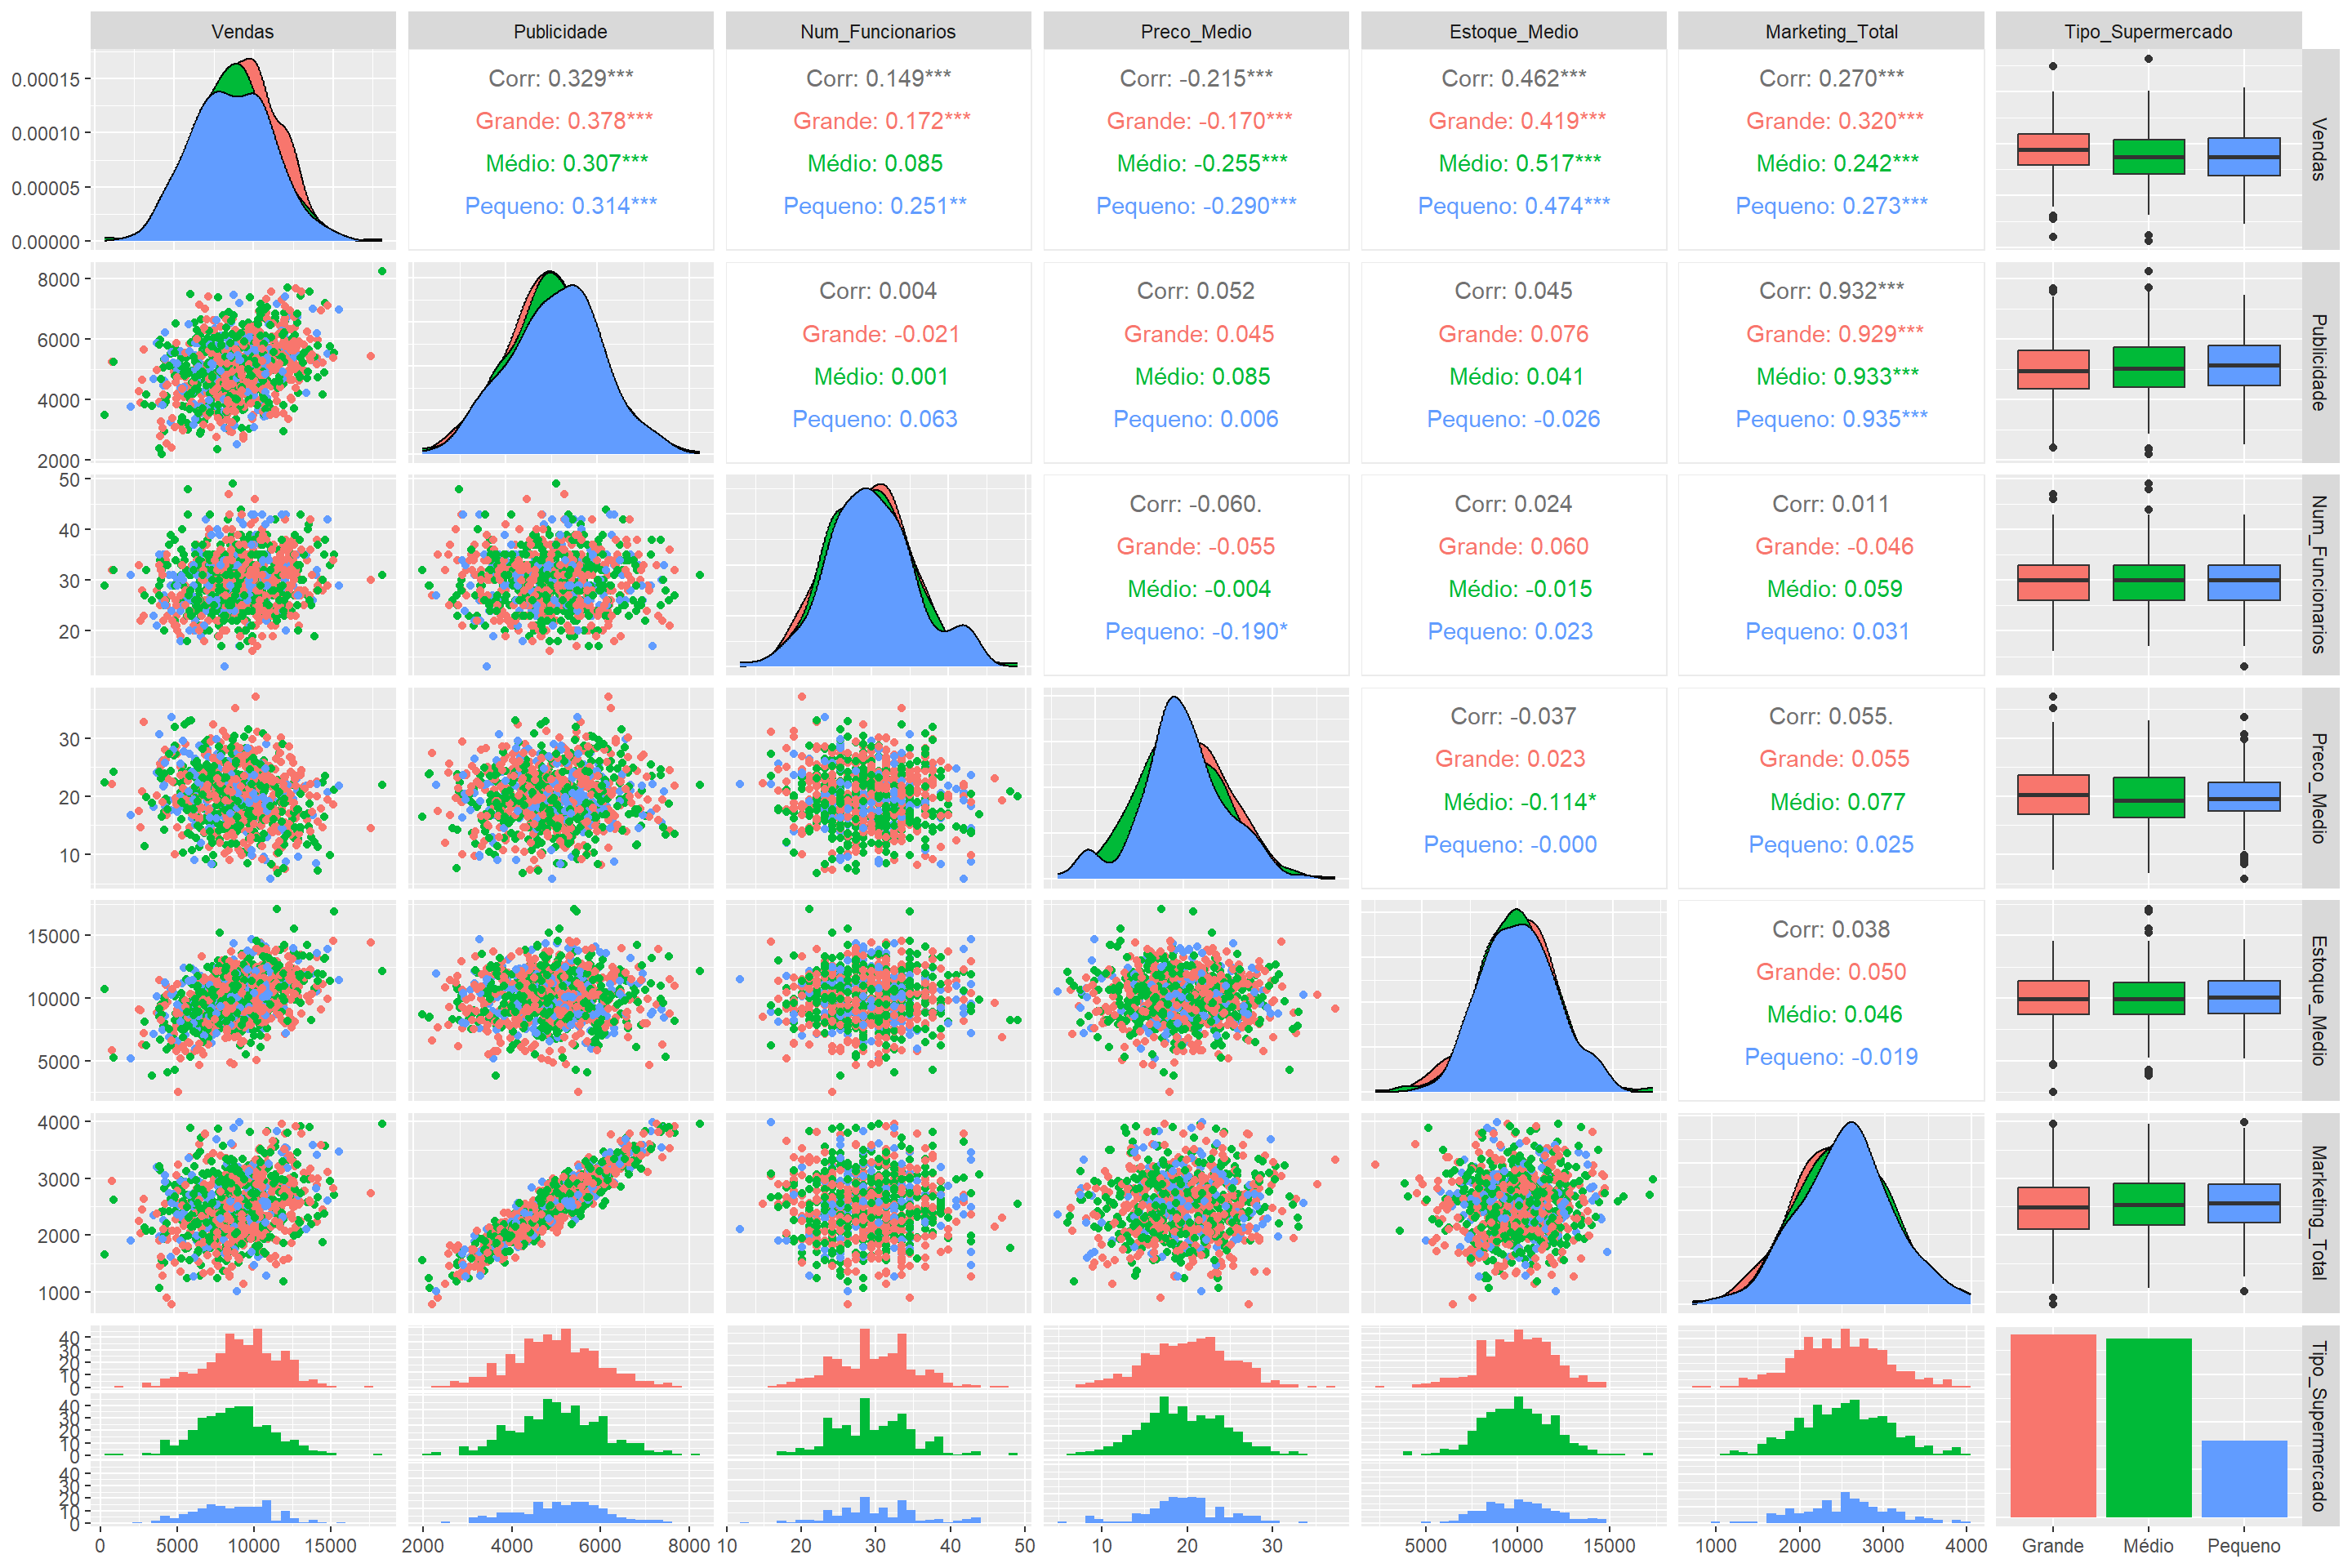 Vendas
Publicidade
Num_Funcionarios
Preco_Medio
Estoque_Medio
Marketing_Total
Tipo_Supermercado
0.00015
0.00010
0.00005
0.00000
Corr: 0.329***
Grande: 0.378***
Médio: 0.307***
Pequeno: 0.314***
Corr: 0.149***
Grande: 0.172***
Médio: 0.085
Pequeno: 0.251**
Corr: -0.215***
Grande: -0.170***
Médio: -0.255***
Pequeno: -0.290***
Corr: 0.462***
Grande: 0.419***
Médio: 0.517***
Pequeno: 0.474***
Corr: 0.270***
Grande: 0.320***
Médio: 0.242***
Pequeno: 0.273***
Vendas
8000
6000
4000
2000
Corr: 0.004
Grande: -0.021
Médio: 0.001
Pequeno: 0.063
Corr: 0.052
Grande: 0.045
Médio: 0.085
Pequeno: 0.006
Corr: 0.045
Grande: 0.076
Médio: 0.041
Pequeno: -0.026
Corr: 0.932***
Grande: 0.929***
Médio: 0.933***
Pequeno: 0.935***
Publicidade
50
40
30
20
Corr: -0.060.
Grande: -0.055
Médio: -0.004
Pequeno: -0.190*
Corr: 0.024
Grande: 0.060
Médio: -0.015
Pequeno: 0.023
Corr: 0.011
Grande: -0.046
Médio: 0.059
Pequeno: 0.031
Num_Funcionarios
30
20
10
Corr: -0.037
Grande: 0.023
Médio: -0.114*
Pequeno: -0.000
Corr: 0.055.
Grande: 0.055
Médio: 0.077
Pequeno: 0.025
Preco_Medio
15000
10000
5000
Corr: 0.038
Grande: 0.050
Médio: 0.046
Pequeno: -0.019
Estoque_Medio
4000
3000
2000
1000
Marketing_Total
40
30
20
10
0
40
30
20
10
0
40
30
20
10
0
Tipo_Supermercado
0 5000 10000 15000
2000 4000 6000 8000
10 20 30 40 50
10 20 30
5000 10000 15000
1000 2000 3000 4000
Grande Médio Pequeno